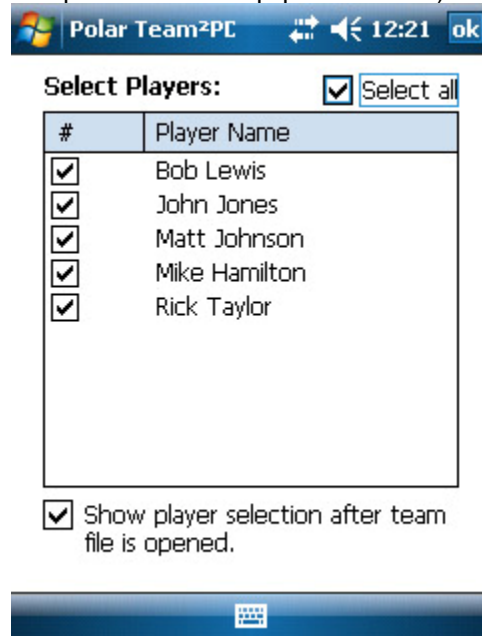 Polar Team²PC 12:21 ok
Select Players: Select all
# Player Name
Bob Lewis
John Jones
Matt Johnson
Mike Hamilton
Rick Taylor
Show player selection after team
file is opened.